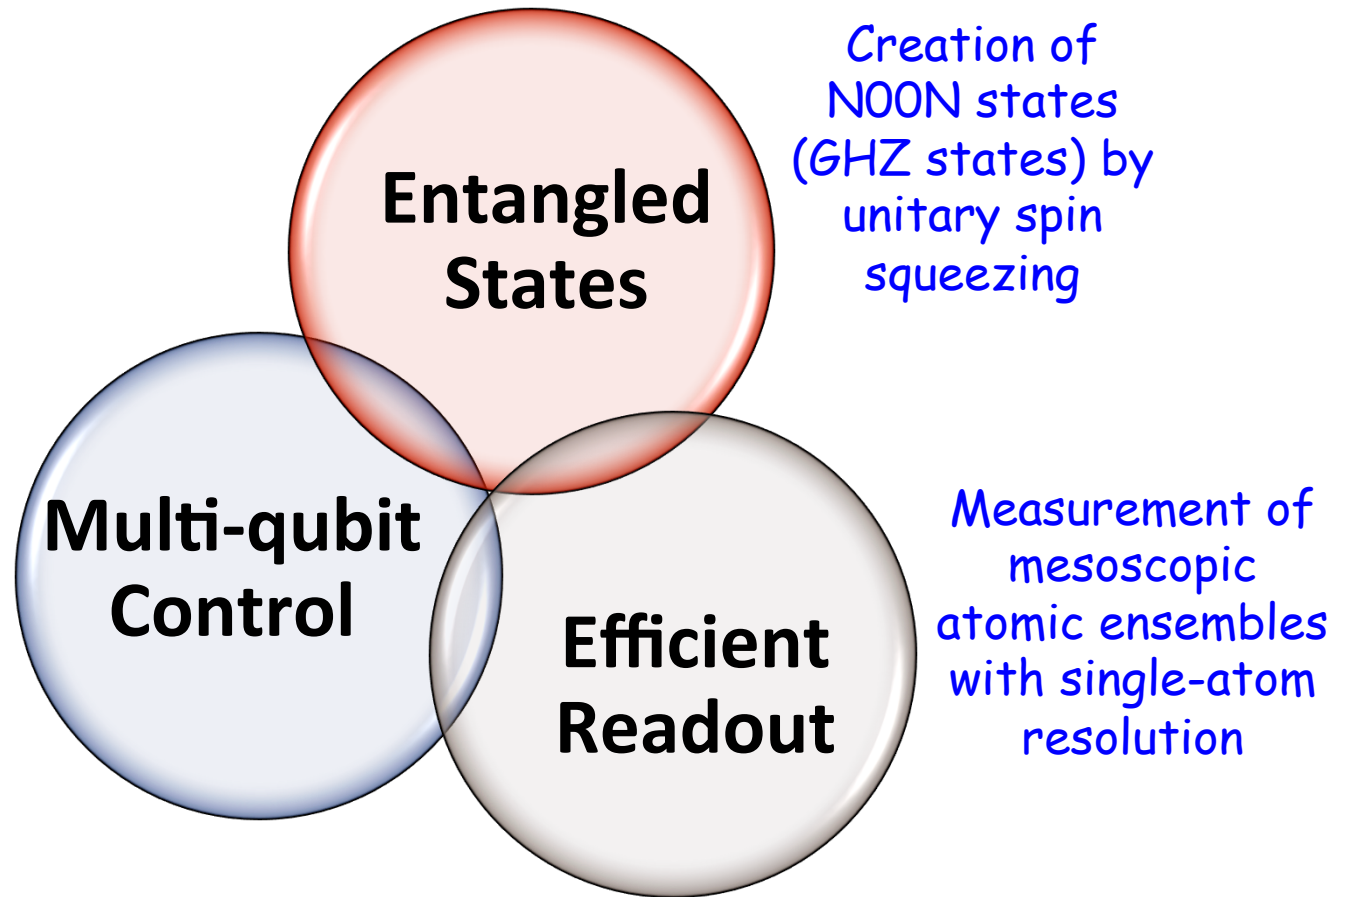 Entangled
States
Creation of
N00N states
(GHZ states) by
unitary spin
squeezing
Multi-qubit
Control
Efficient
Readout
Measurement of
mesoscopic
atomic ensembles
with single-atom
resolution